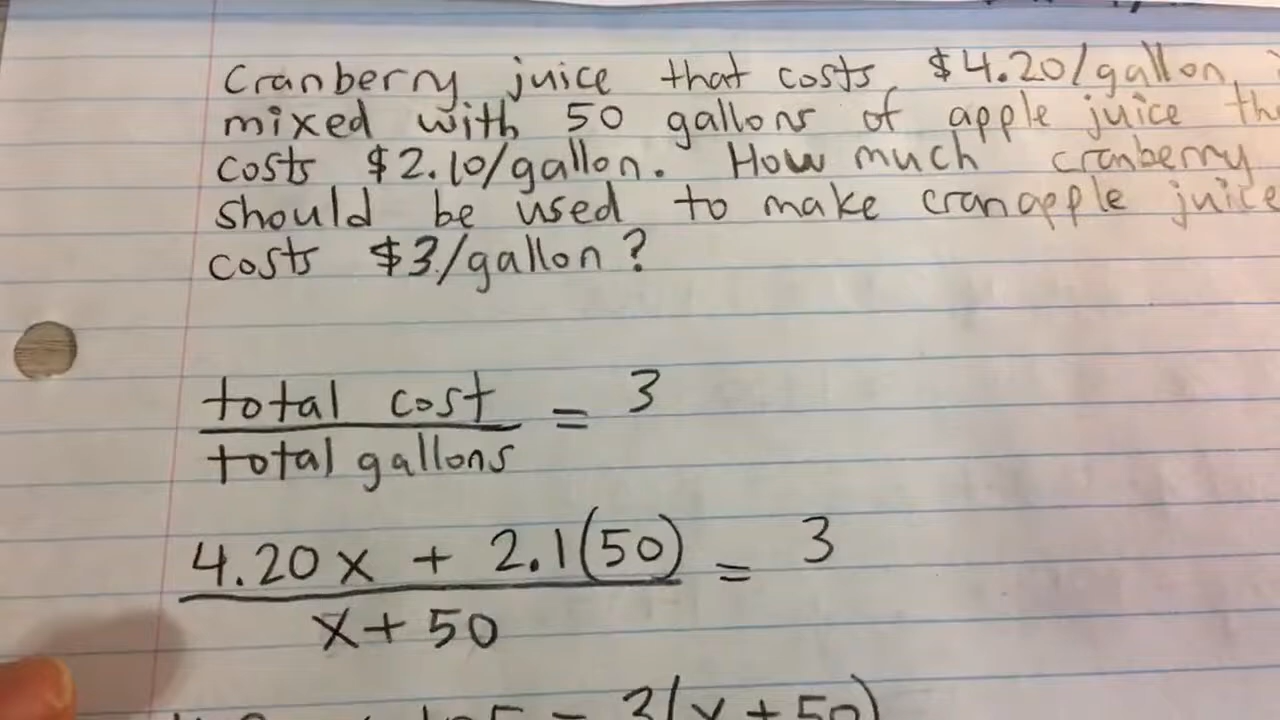 Cranberry juice that costs $4.20/gallon
mixed with 50 gallons of apple juice
costs $2.10/gallon. How much cranberry
should be used to make cranapple juice
costs $3/gallon?
total cost
total gallons
= 3
4.20x + 2.1(50)
x + 50
= 3
= 3(x + 50)